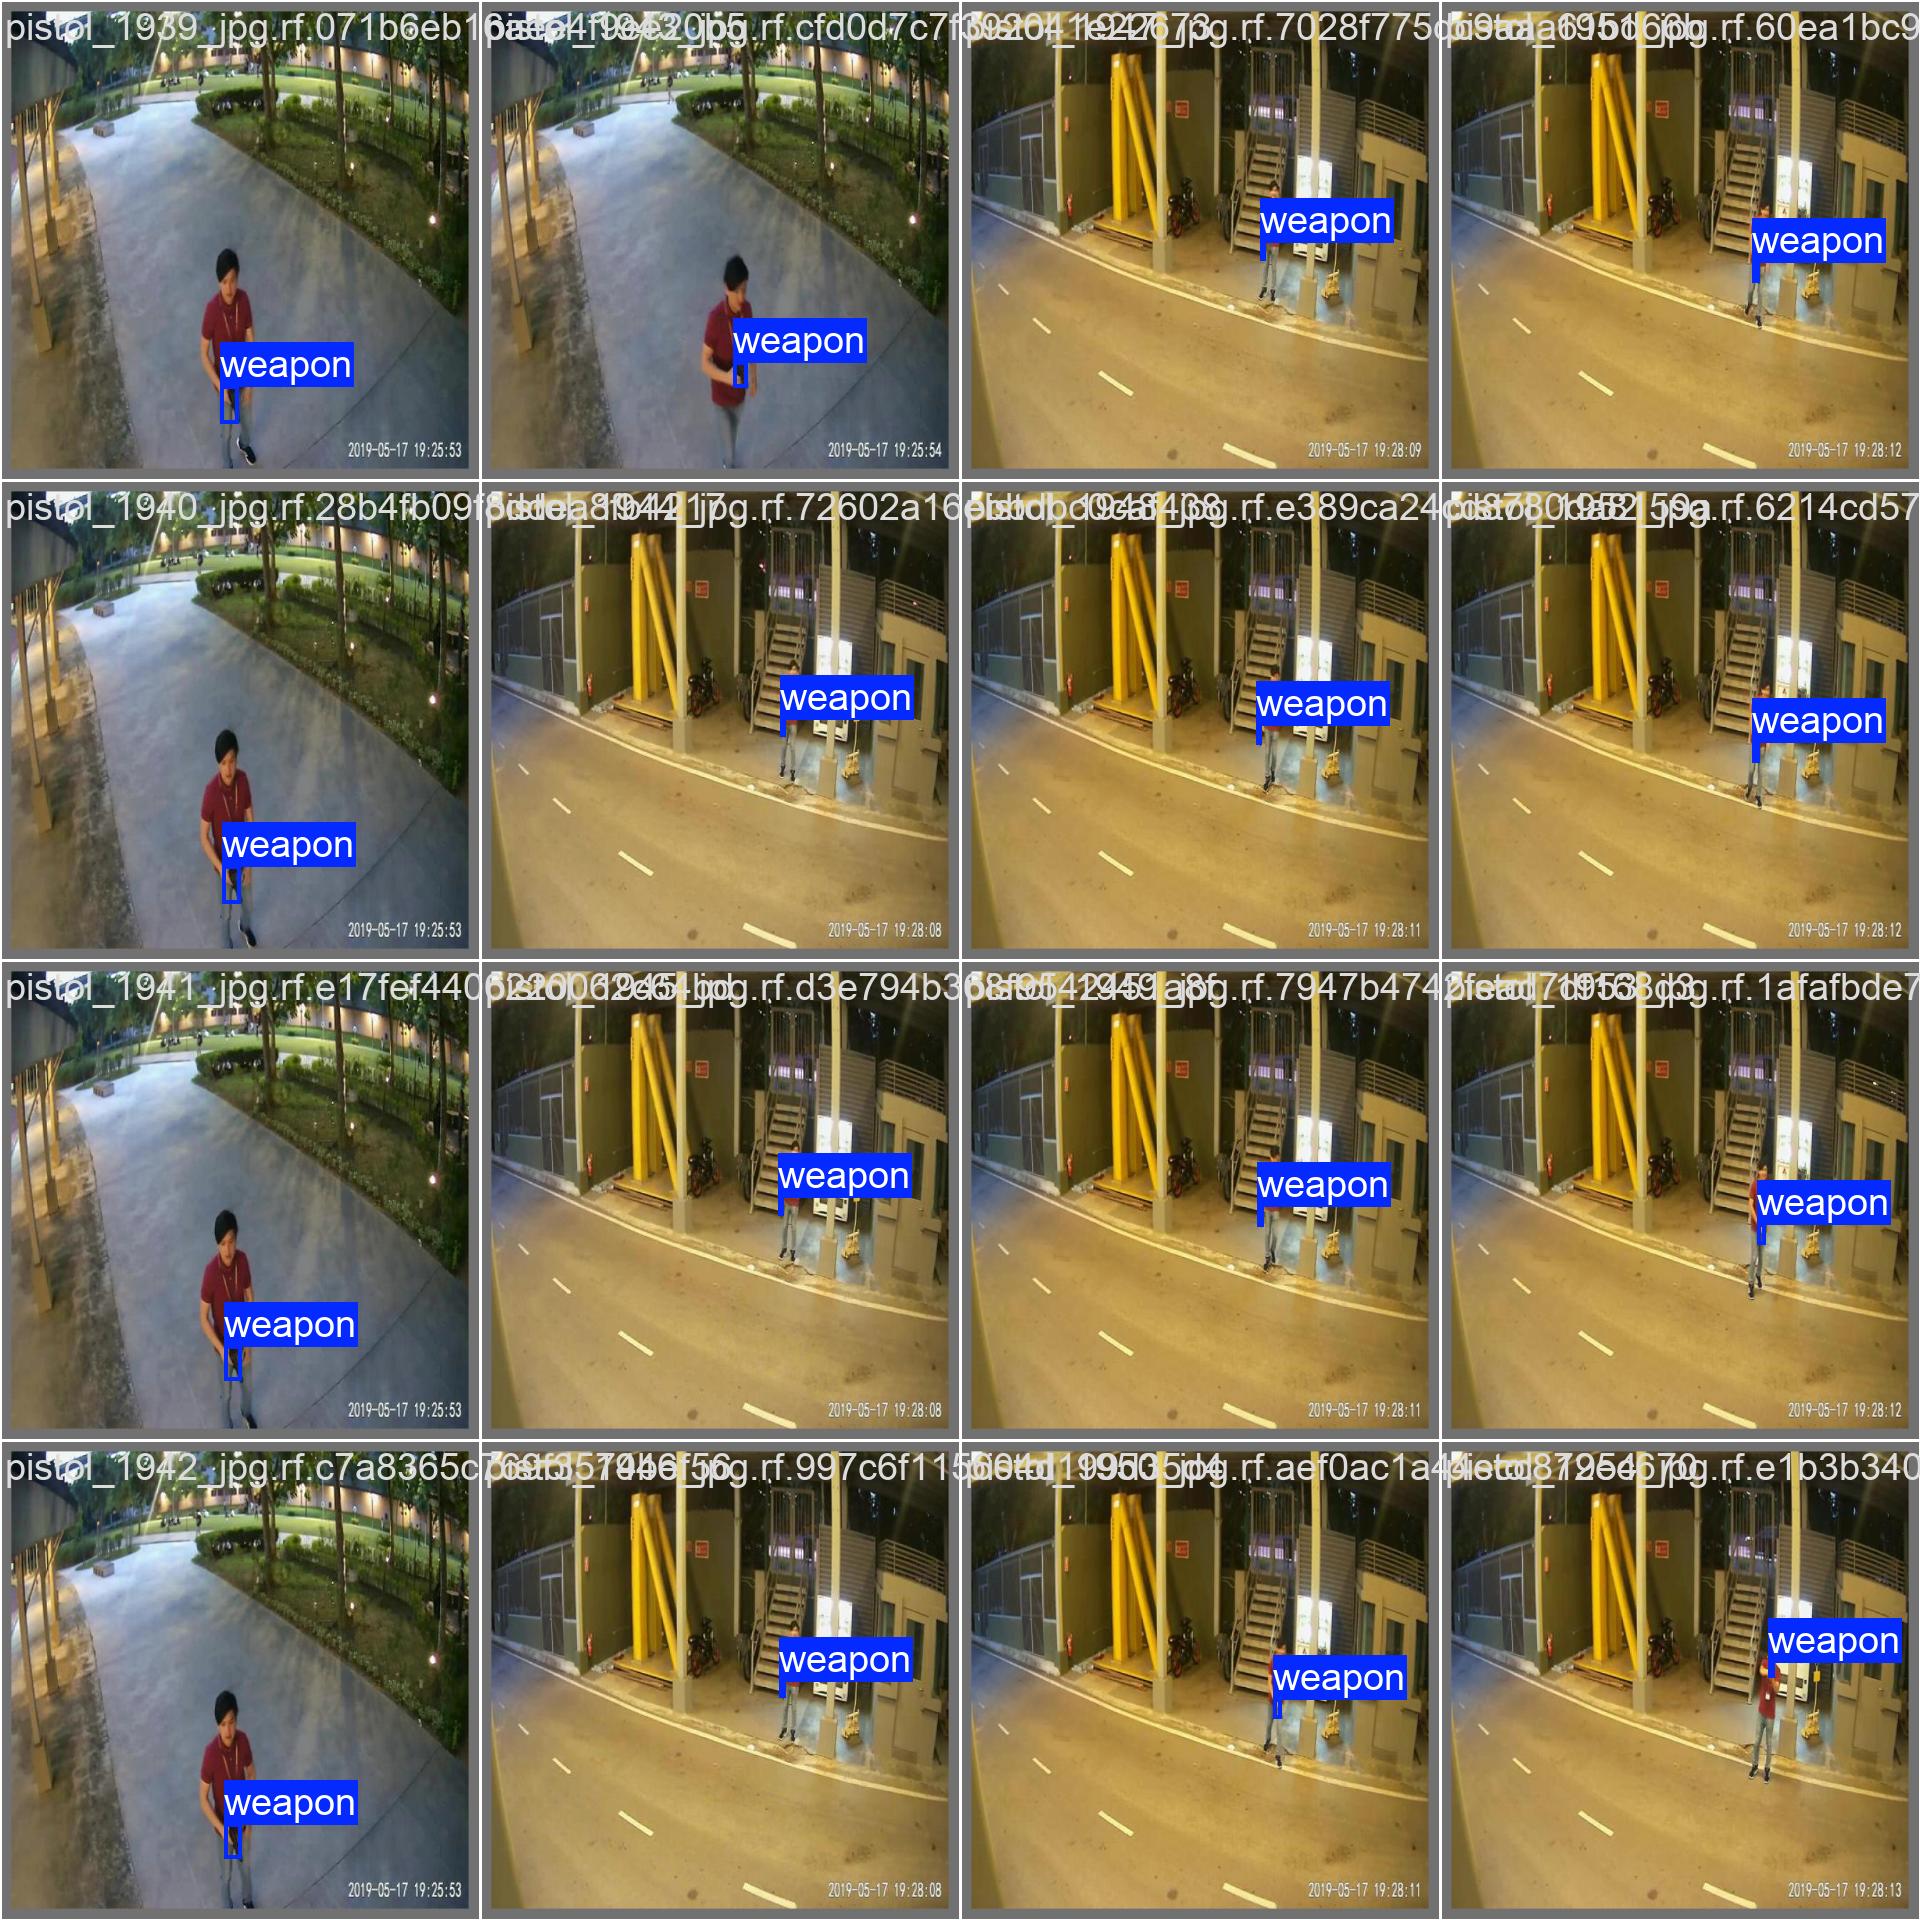 pistol_1939_jpg.rf.071b6eb16
weapon
2019-05-17 19:25:53
jpg.rf.cfd0d7c7f
weapon
2019-05-17 19:25:54
jpg.rf.7028f775c
weapon
2019-05-17 19:28:09
jpg.rf.60ea1bc9
weapon
2019-05-17 19:28:12
pistol_1940_jpg.rf.28b4fb09f
weapon
2019-05-17 19:25:53
jpg.rf.72602a16
weapon
2019-05-17 19:28:08
jpg.rf.e389ca24
weapon
2019-05-17 19:28:11
jpg.rf.6214cd57
weapon
2019-05-17 19:28:12
pistol_1941_jpg.rf.e17fef440
weapon
2019-05-17 19:25:53
jpg.rf.d3e794b3
weapon
2019-05-17 19:28:08
jpg.rf.7947b4742
weapon
2019-05-17 19:28:11
jpg.rf.1afafbde7
weapon
2019-05-17 19:28:12
pistol_1942_jpg.rf.c7a8365c
weapon
2019-05-17 19:25:53
jpg.rf.997c6f115
weapon
2019-05-17 19:28:08
jpg.rf.aef0ac1a4
weapon
2019-05-17 19:28:11
jpg.rf.e1b3b340
weapon
2019-05-17 19:28:13